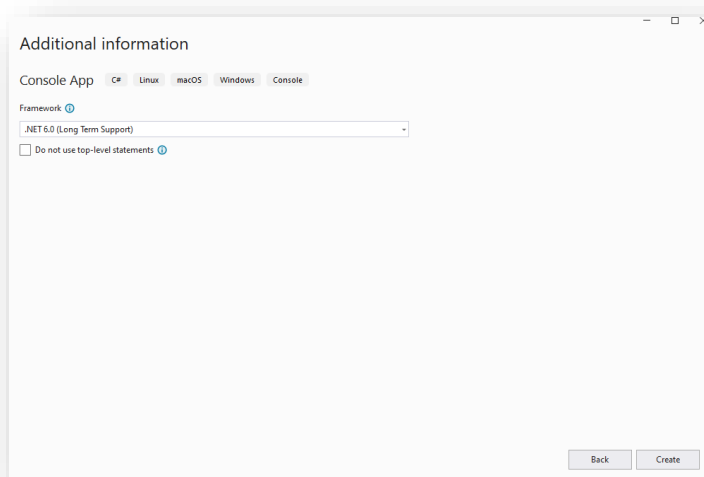 Additional information
Console App C# Linux macOS Windows Console
Framework
.NET 6.0 (Long Term Support)
Do not use top-level statements
Back Create